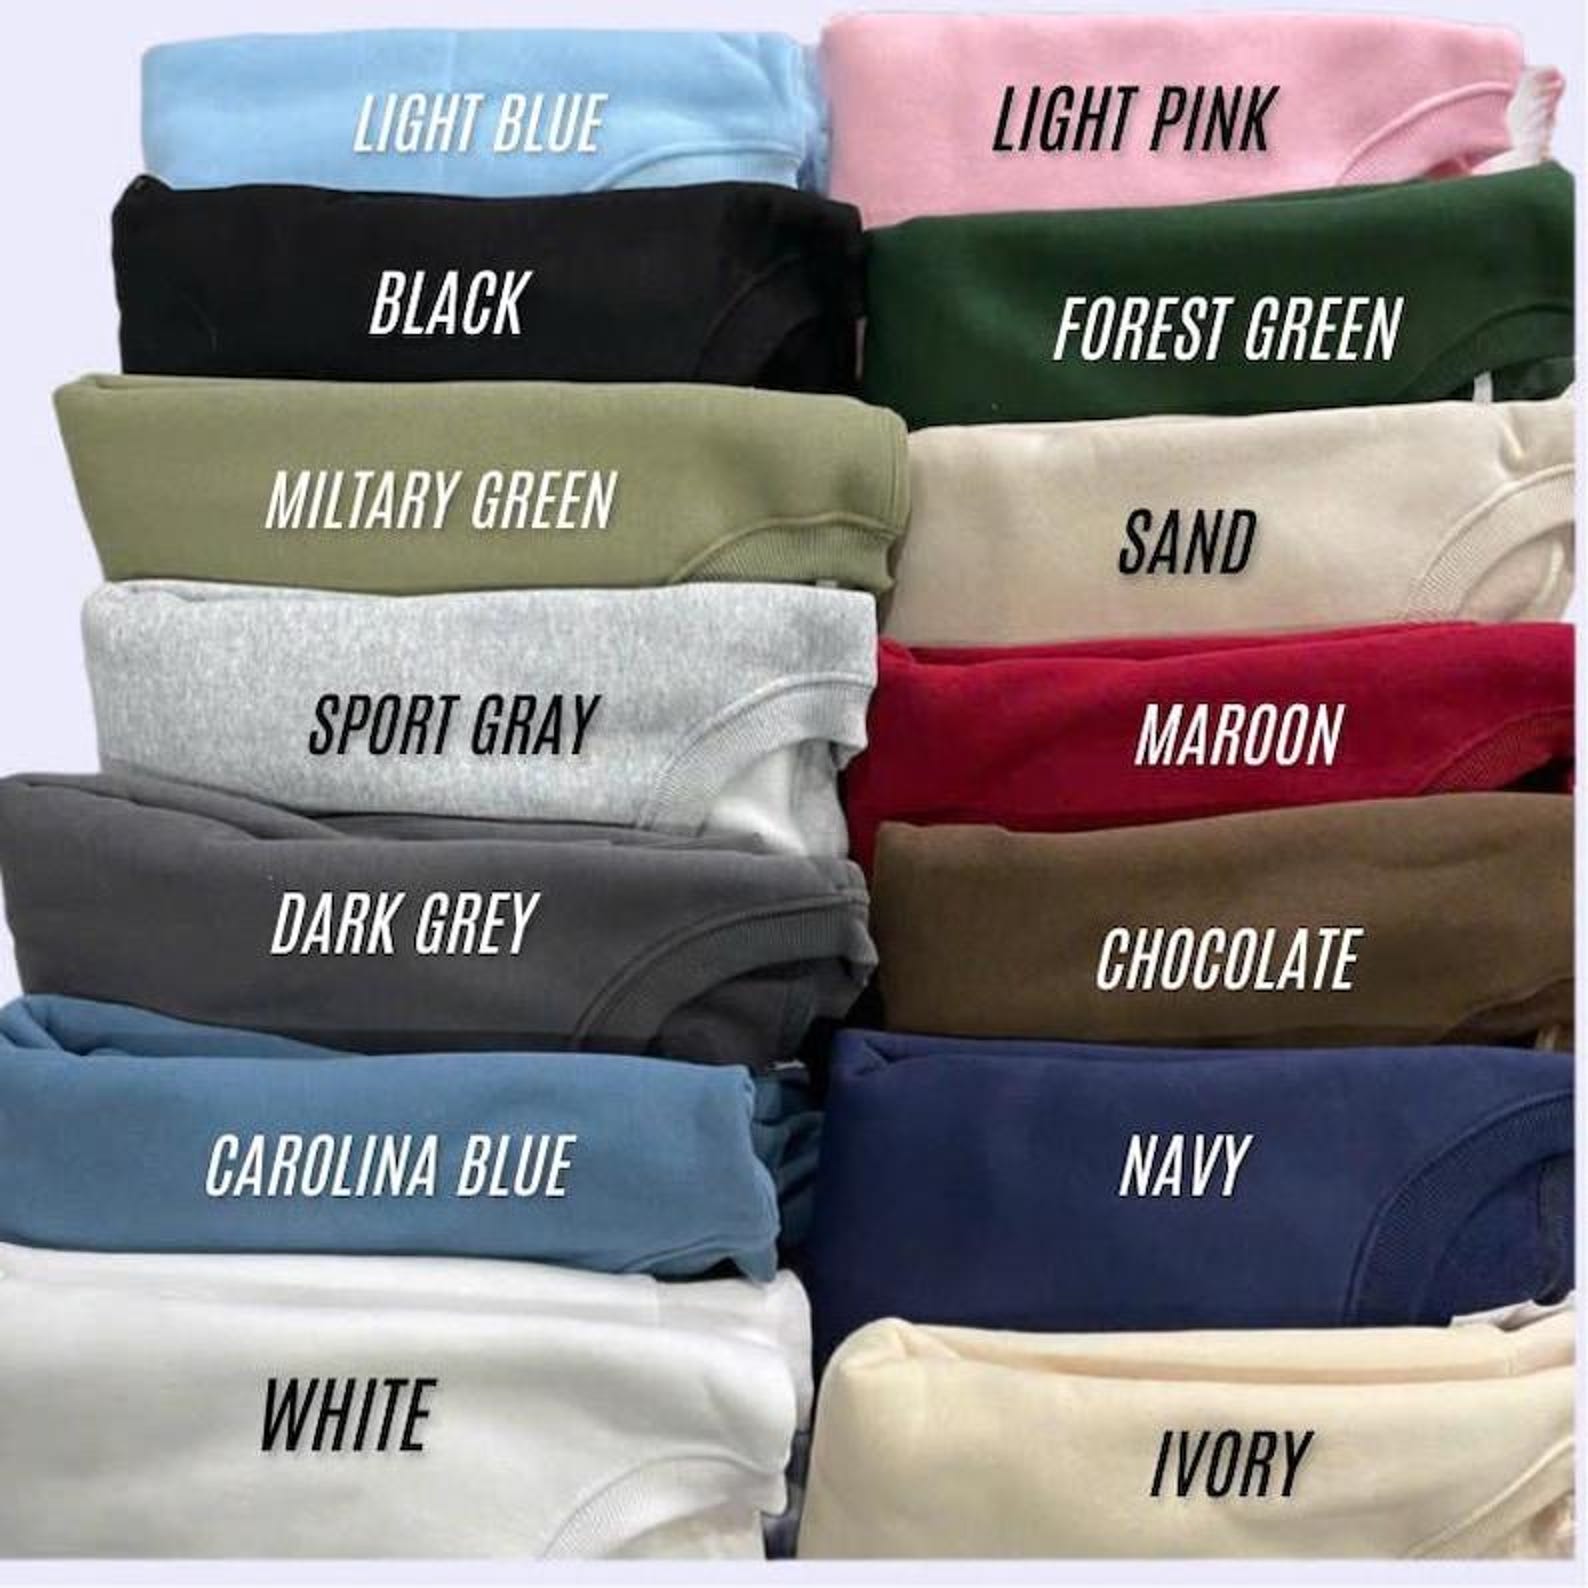 LIGHT BLUE
LIGHT PINK
BLACK
FOREST GREEN
MILTARY GREEN
SAND
SPORT GRAY
MAROON
DARK GREY
CHOCOLATE
CAROLINA BLUE
NAVY
WHITE
IVORY